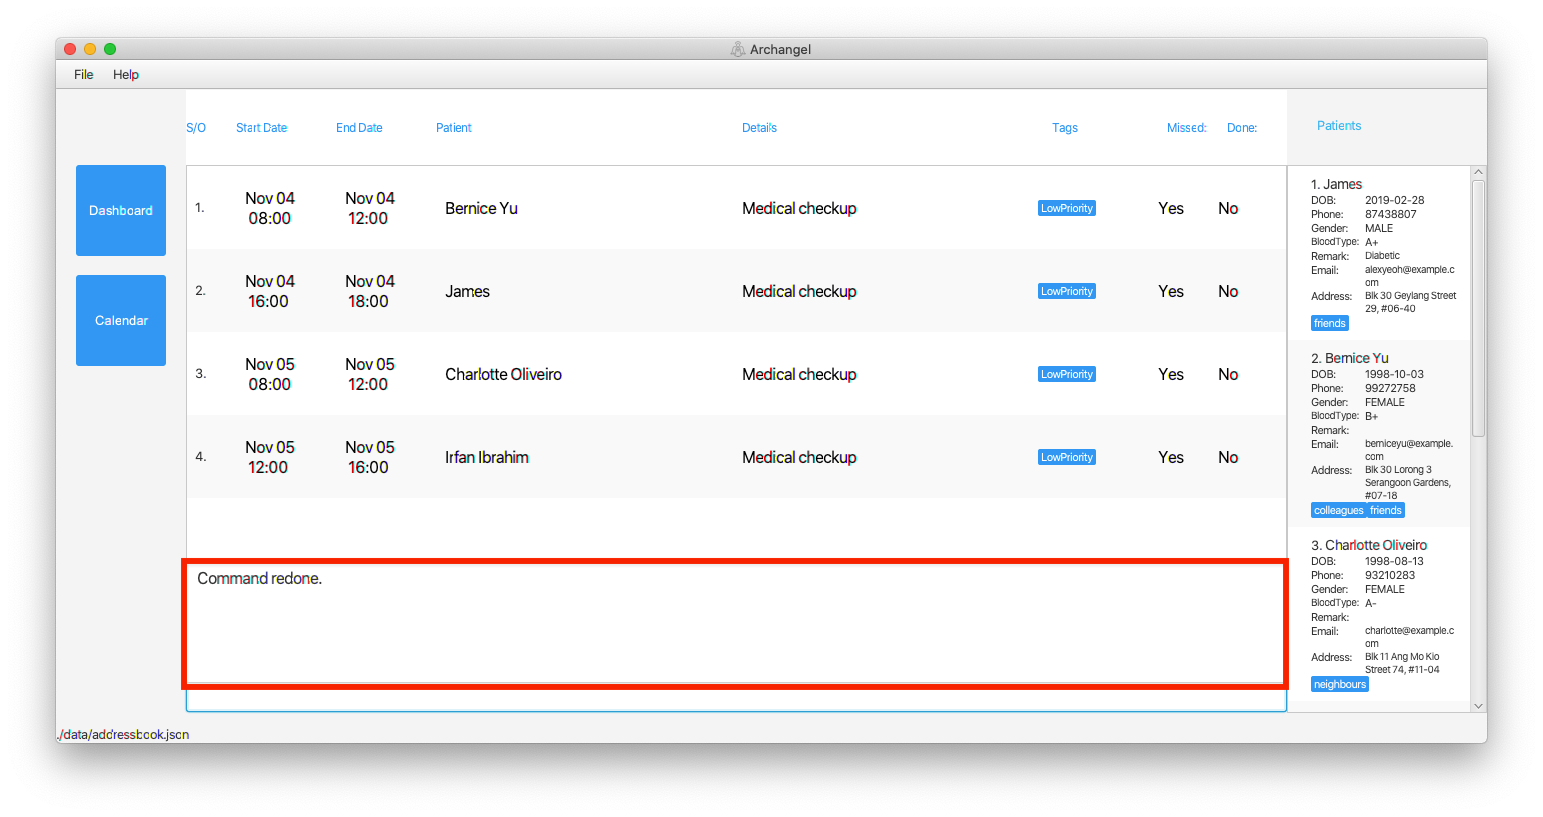 Archangel
File Help
S/O Start Date End Date Patient Details Tags Missed: Done:
Patients
Dashboard
Calendar
1. Nov 04 08:00 Nov 04 12:00 Bernice Yu Medical checkup LowPriority Yes No
2. Nov 04 16:00 Nov 04 18:00 James Medical checkup LowPriority Yes No
3. Nov 05 08:00 Nov 05 12:00 Charlotte Oliveiro Medical checkup LowPriority Yes No
4. Nov 05 12:00 Nov 05 16:00 Irfan Ibrahim Medical checkup LowPriority Yes No
Command redone.
1. James
DOB: 2019-02-28
Phone: 87438807
Gender: MALE
BloodType: A+
Remark: Diabetic
Email: alexyeoh@example.c
om
Address: Blk 30 Geylang Street
29, #06-40
friends
2. Bernice Yu
DOB: 1998-10-03
Phone: 99272758
Gender: FEMALE
BloodType: B+
Remark:
Email: berniceyu@example.
com
Address: Blk 30 Lorong 3
Serangoon Gardens,
#07-18
colleagues friends
3. Charlotte Oliveiro
DOB: 1998-08-13
Phone: 93210283
Gender: FEMALE
BloodType: A-
Remark:
Email: charlotte@example.c
om
Address: Blk 11 Ang Mo Kio
Street 74, #11-04
neighbours
./data/addressbook.json